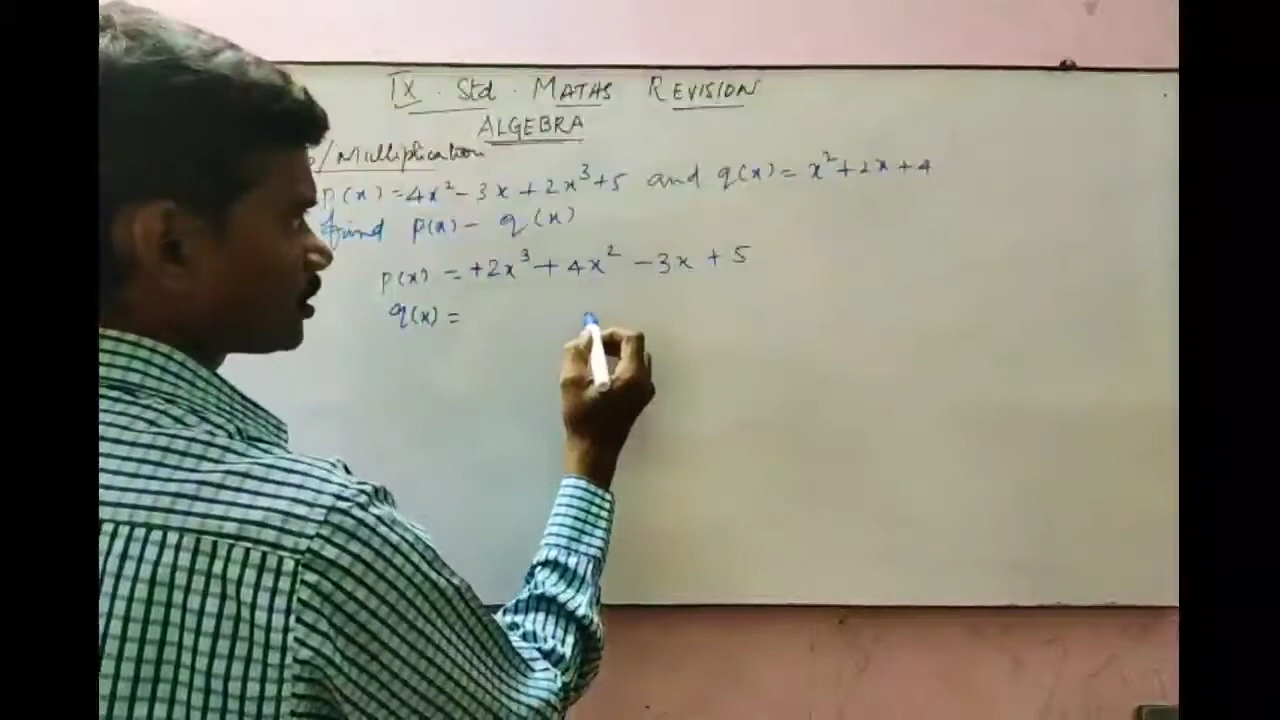 IX . Std . MATHS REVISION
ALGEBRA
/Multiplication
p(x) = 4x² - 3x + 2x³ + 5 and q(x) = x² + 2x + 4
find p(x) - q(x)
p(x) = +2x³ + 4x² - 3x + 5
q(x) =